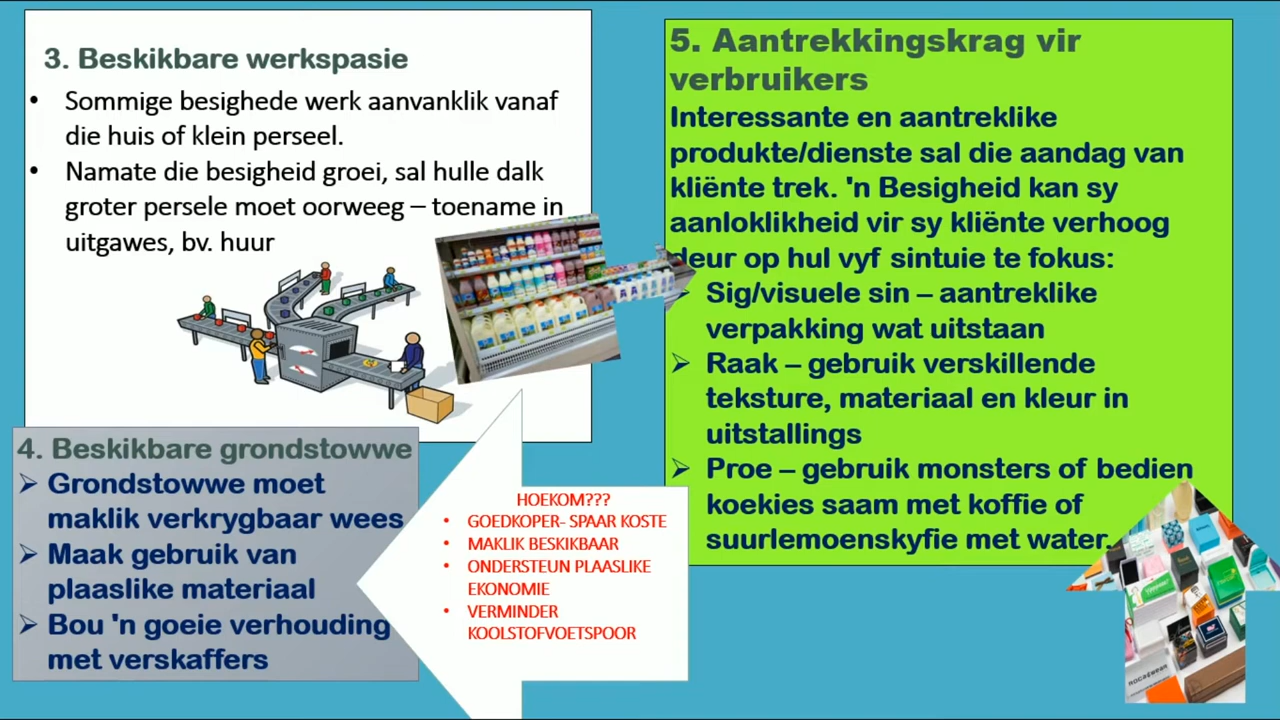 3. Beskikbare werkspasie
• Sommige besighede werk aanvanklik vanaf
die huis of klein perseel.
• Namate die besigheid groei, sal hulle dalk
groter persele moet oorweeg – toename in
uitgawes, bv. huur
4. Beskikbare grondstowwe
➢ Grondstowwe moet
maklik verkrygbaar wees
➢ Maak gebruik van
plaaslike materiaal
➢ Bou 'n goeie verhouding
met verskaffers
HOEKOM???
• GOEDKOPER- SPAAR KOSTE
• MAKLIK BESKIKBAAR
• ONDERSTEUN PLAASLIKE
EKONOMIE
• VERMINDER
KOOLSTOFVOETSPOOR
5. Aantrekkingskrag vir
verbruikers
Interessante en aantreklike
produkte/dienste sal die aandag van
kliënte trek. 'n Besigheid kan sy
aanloklikheid vir sy kliënte verhoog
deur op hul vyf sintuie te fokus:
➢ Sig/visuele sin – aantreklike
verpakking wat uitstaan
➢ Raak – gebruik verskillende
teksture, materiaal en kleur in
uitstallings
➢ Proe – gebruik monsters of bedien
koekies saam met koffie of
suurlemoenskyfie met water.